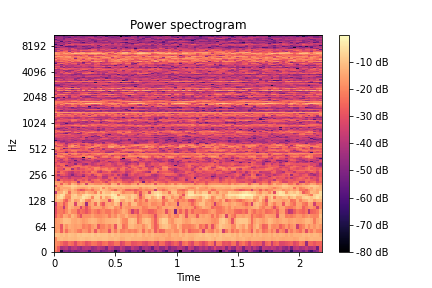 Power spectrogram
8192
4096
2048
1024
512
256
128
64
0
Hz
0 0.5 1 1.5 2
Time
-10 dB
-20 dB
-30 dB
-40 dB
-50 dB
-60 dB
-70 dB
-80 dB